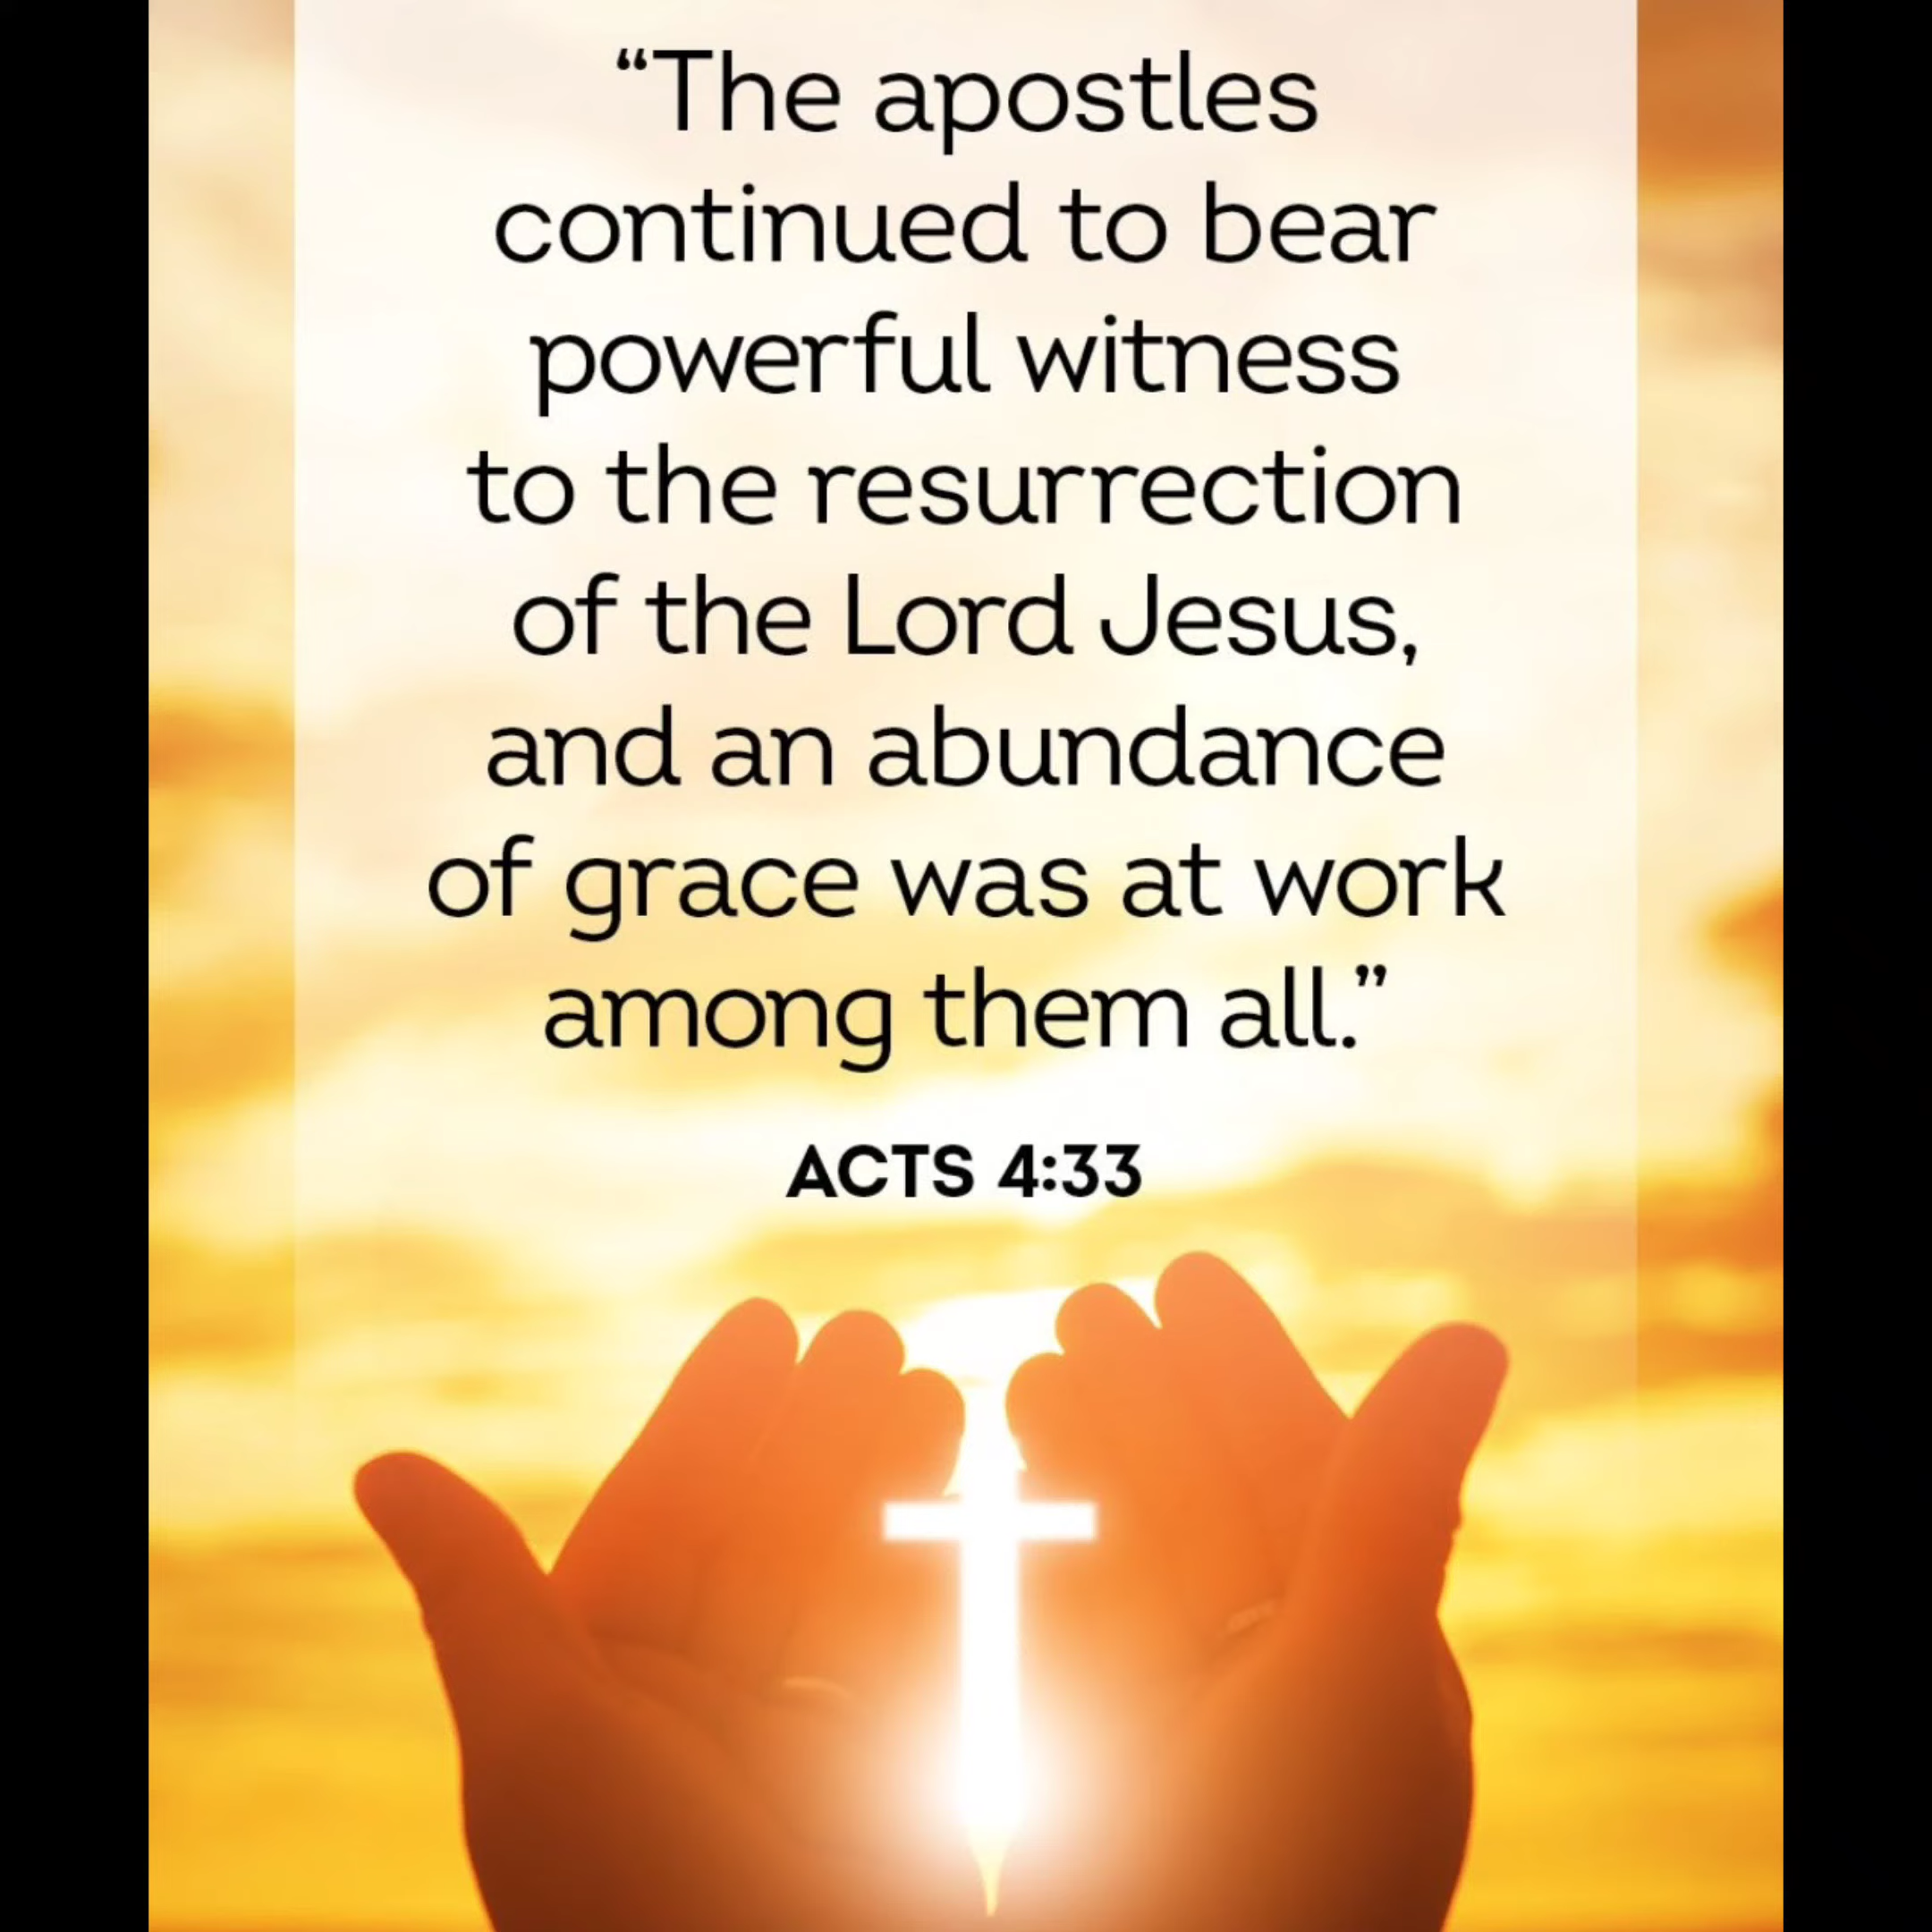 “The apostles
continued to bear
powerful witness
to the resurrection
of the Lord Jesus,
and an abundance
of grace was at work
among them all.”
ACTS 4:33